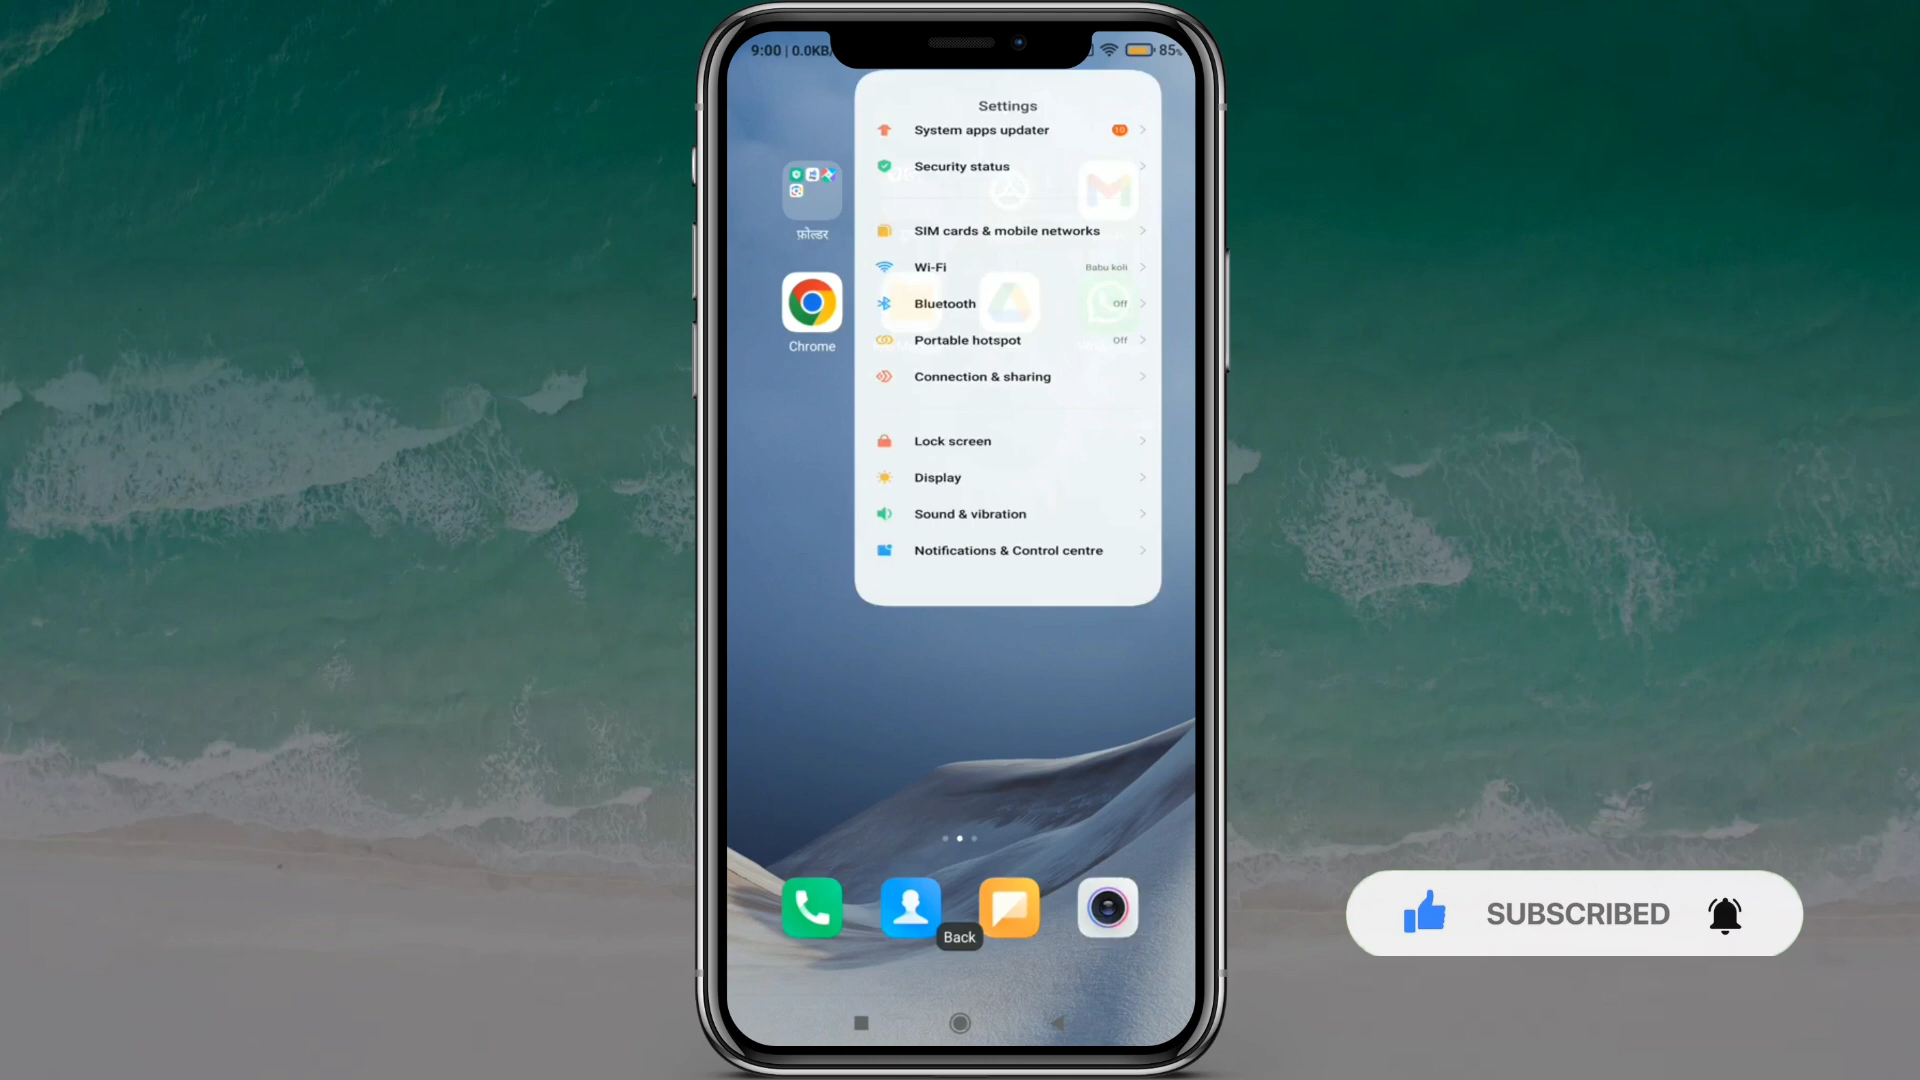 9:00 | 0.0KB/
85%
Settings
System apps updater 10
Security status
SIM cards & mobile networks
Wi-Fi Babu koli
Bluetooth Off
Portable hotspot Off
Connection & sharing
Lock screen
Display
Sound & vibration
Notifications & Control centre
फ़ोल्डर
Chrome
Back
SUBSCRIBED